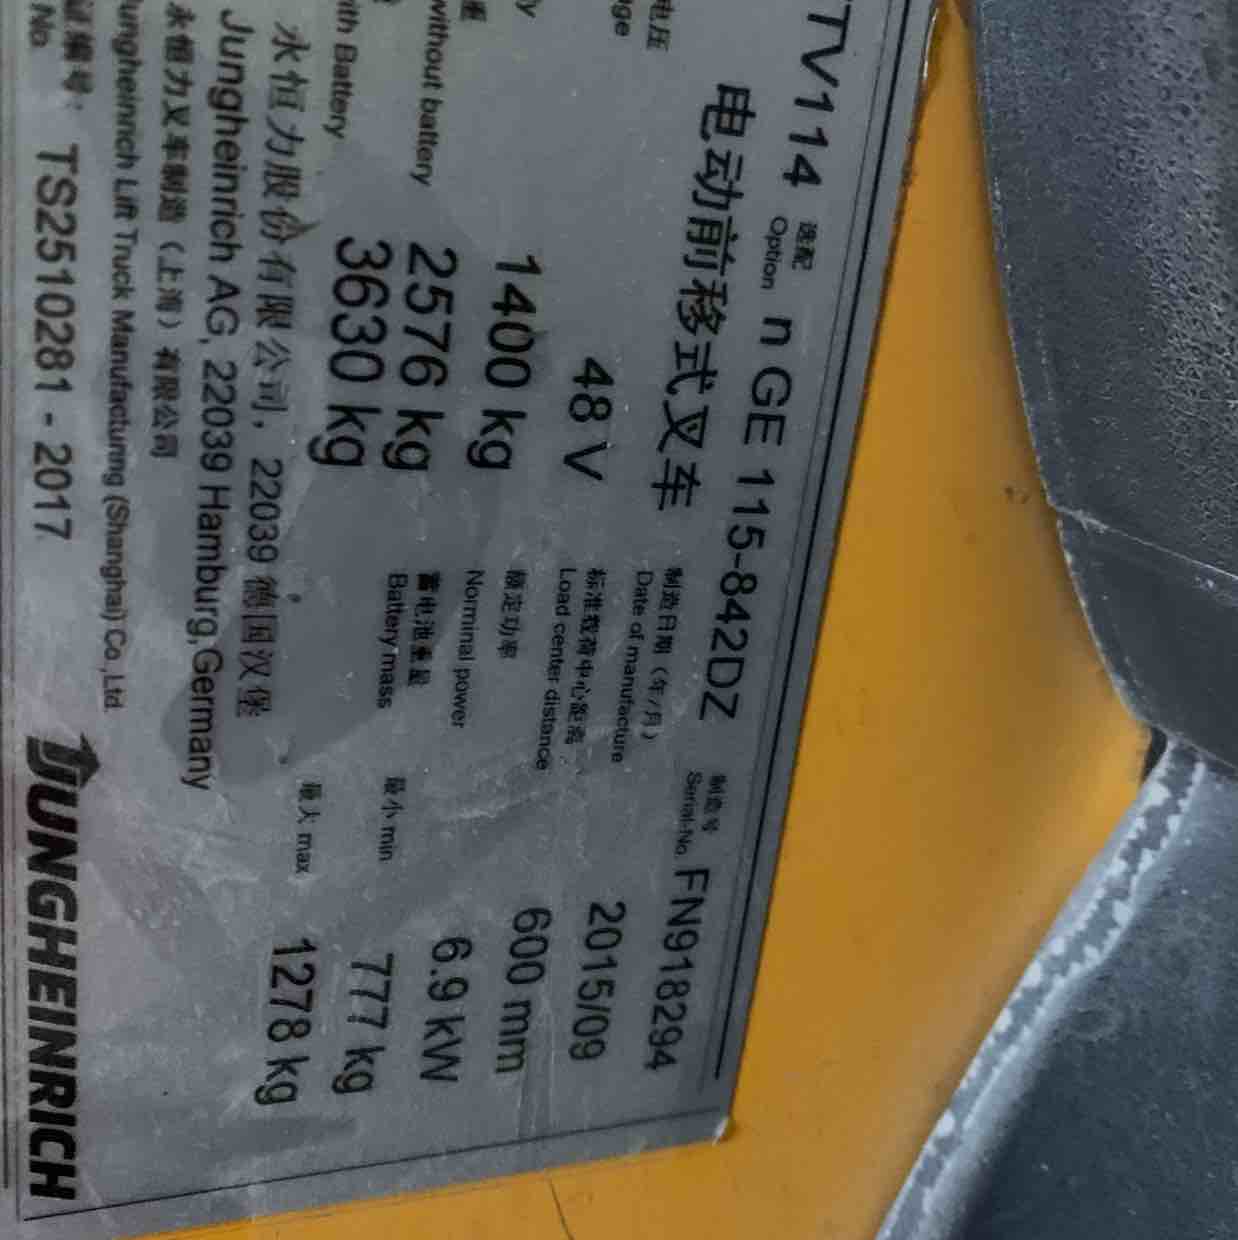 TV114 选配 Option n GE 115-842DZ 制造号 Serial-No. FN918294
电动前移式叉车
电压 48 V 制造日期（年/月） Date of manufacture 2015/09
1400 kg 标准载荷中心距离 Load center distance 600 mm
without battery 2576 kg 额定功率 Norminal power 6.9 kW
with Battery 3630 kg 蓄电池重量 Battery mass 最小 min 777 kg
最大 max 1278 kg
永恒力股份有限公司，22039 德国汉堡
Jungheinrich AG, 22039 Hamburg, Germany
永恒力叉车制造（上海）有限公司
Jungheinrich Lift Truck Manufacturing (Shanghai) Co.,Ltd.
证编号： No. TS2510281 - 2017
JUNGHEINRICH